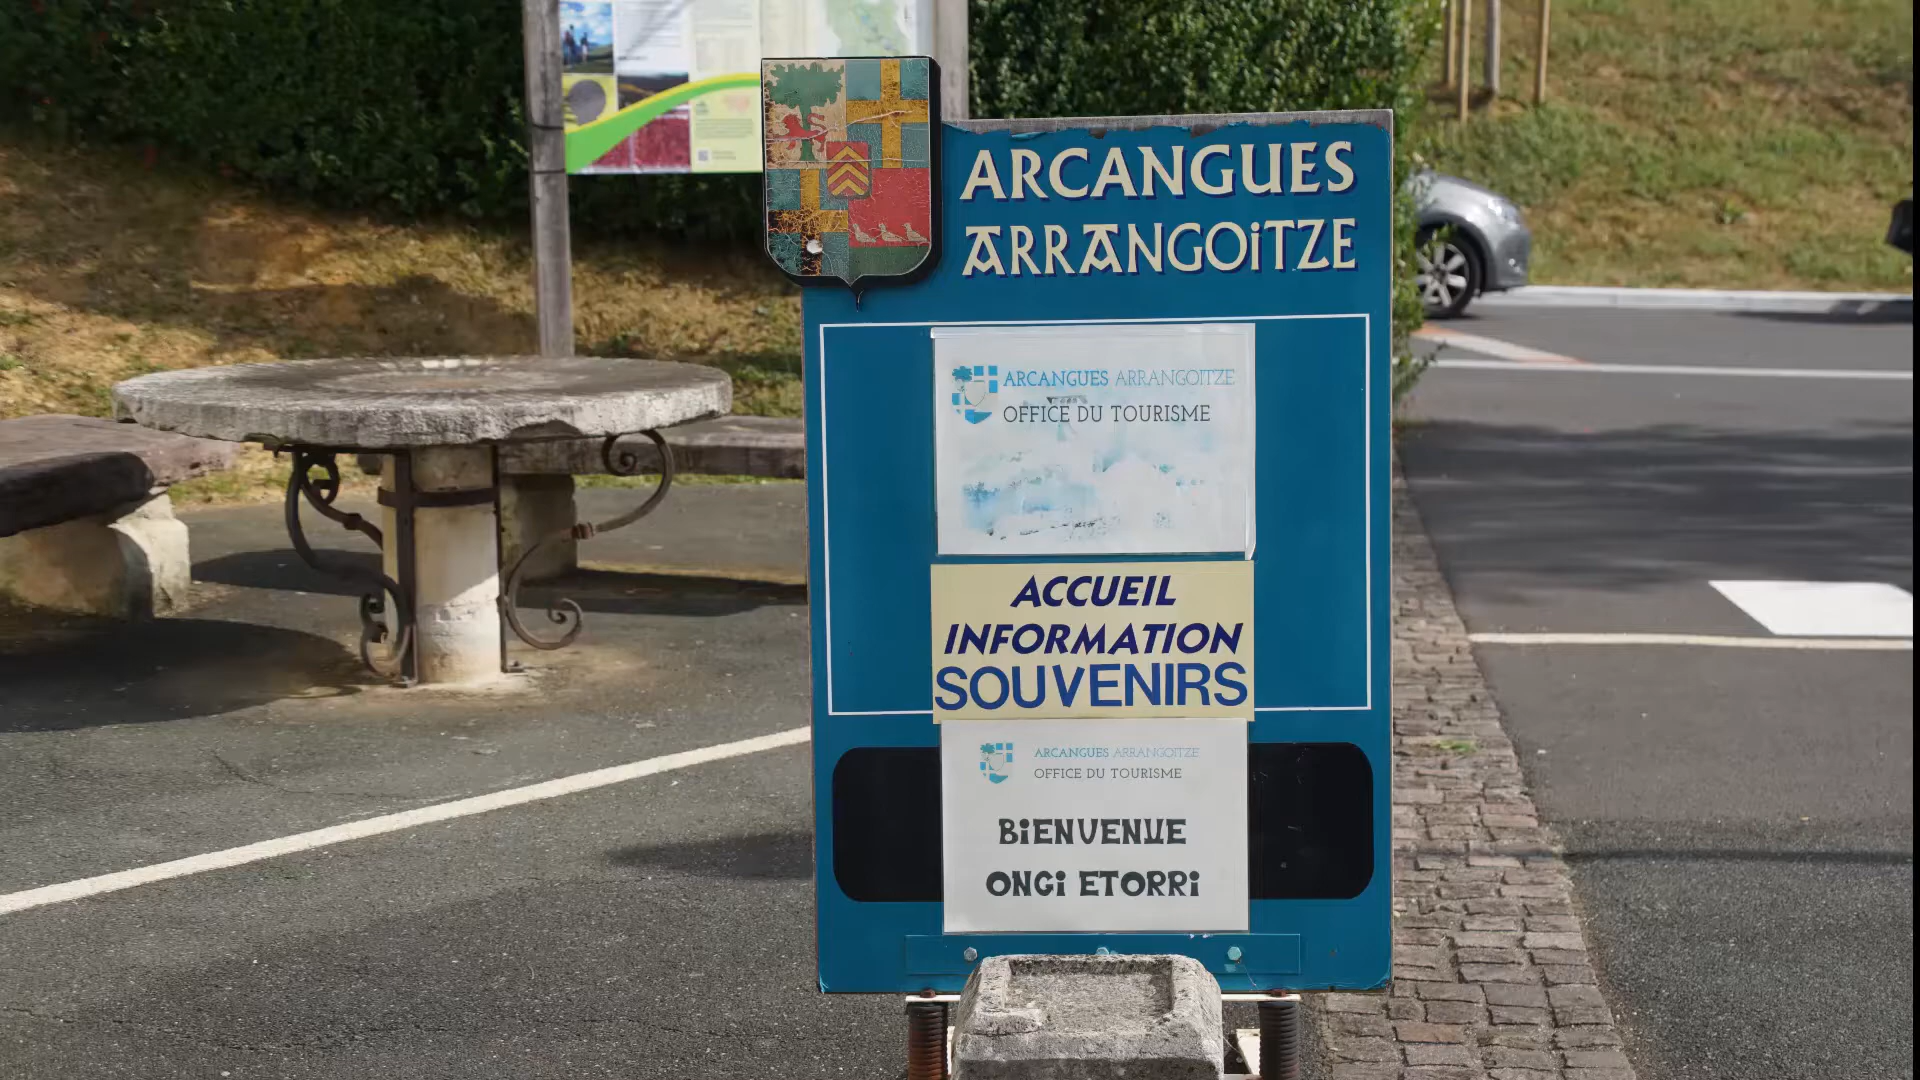 ARCANGUES
ARRANGOiTZE
ARCANGUES ARRANGOITZE
OFFICE DU TOURISME
ACCUEIL
INFORMATION
SOUVENIRS
ARCANGUES ARRANGOITZE
OFFICE DU TOURISME
BiENVENUE
ONGi ETORRi